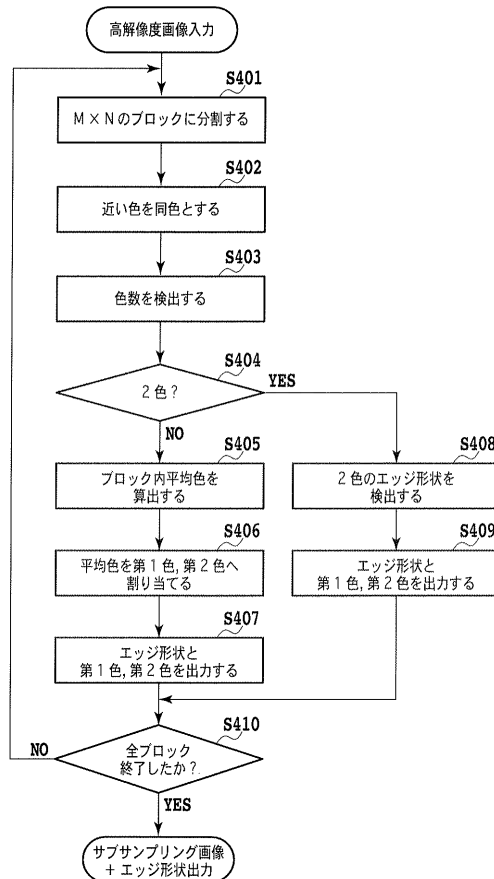 高解像度画像入力
S401
M×Nのブロックに分割する
S402
近い色を同色とする
S403
色数を検出する
S404
2色?
YES
NO
S405
ブロック内平均色を
算出する
S406
平均色を第1色,第2色へ
割り当てる
S407
エッジ形状と
第1色,第2色を出力する
S408
2色のエッジ形状を
検出する
S409
エッジ形状と
第1色,第2色を出力する
S410
全ブロック
終了したか?
NO
YES
サブサンプリング画像
+ エッジ形状出力